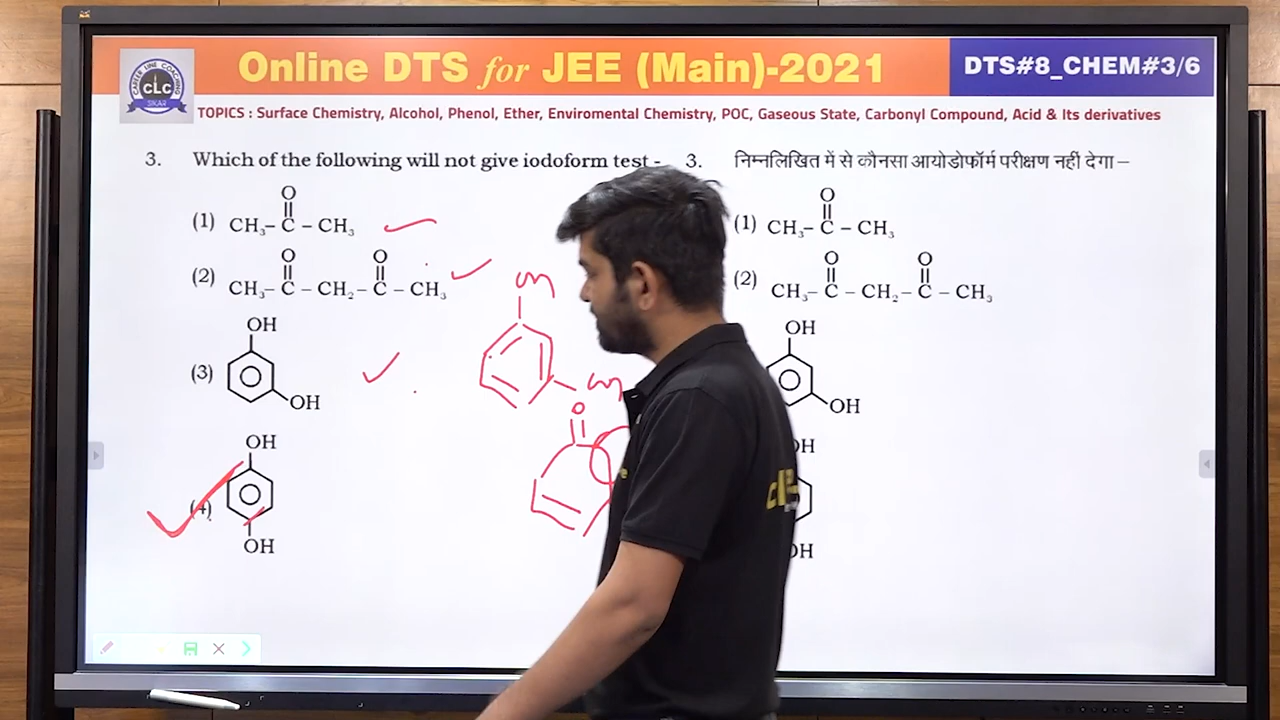 Online DTS for JEE (Main)-2021
DTS#8_CHEM#3/6
CAREER LINE COACHING
CLC
SIKAR
TOPICS : Surface Chemistry, Alcohol, Phenol, Ether, Enviromental Chemistry, POC, Gaseous State, Carbonyl Compound, Acid & Its derivatives
3. Which of the following will not give iodoform test -
O
(1) CH₃– C – CH₃
O O
(2) CH₃– C – CH₂ – C – CH₃
OH
(3)
OH
OH
(4)
OH
O
3. निम्नलिखित में से कौनसा आयोडोफॉर्म परीक्षण नहीं देगा –
O
(1) CH₃– C – CH₃
O O
(2) CH₃– C – CH₂ – C – CH₃
OH
OH